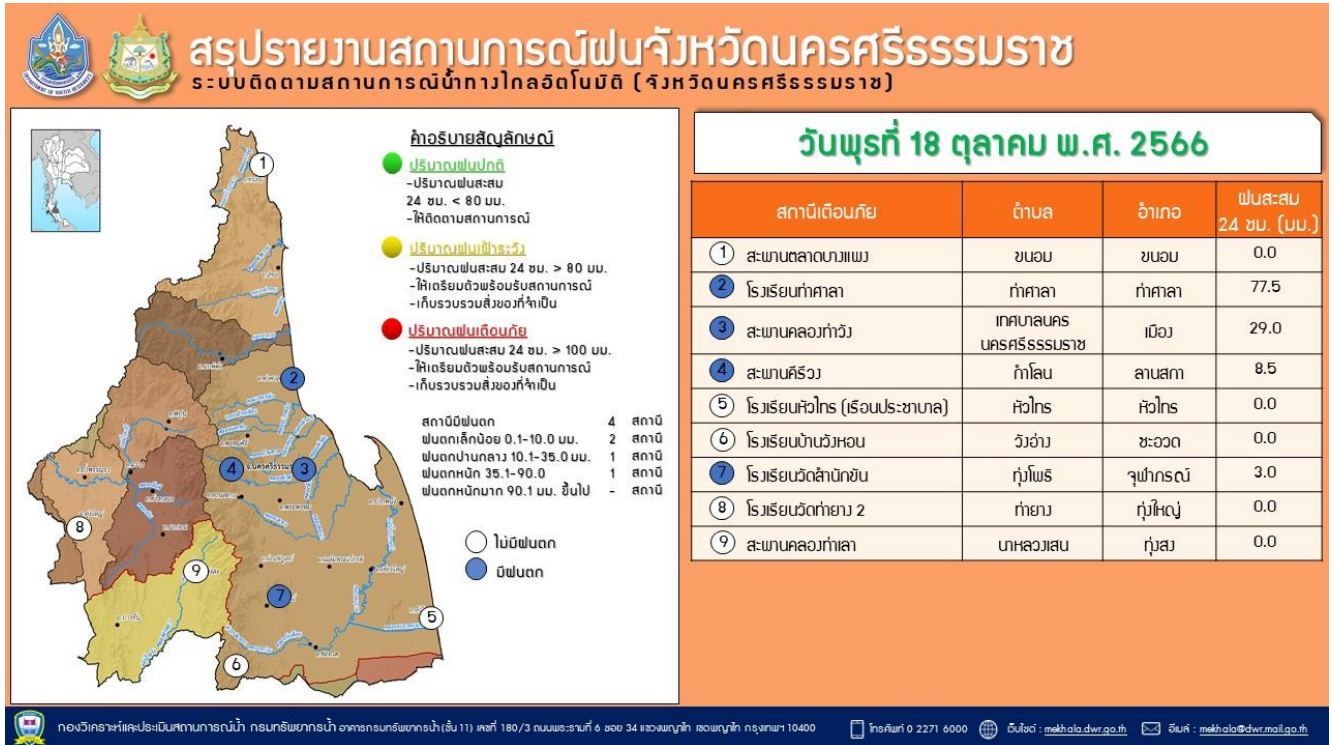 สรุปรายงานสถานการณ์ฝนจังหวัดนครศรีธรรมราช
ระบบติดตามสถานการณ์น้ำทางไกลอัตโนมัติ (จังหวัดนครศรีธรรมราช)
คำอธิบายสัญลักษณ์
ปริมาณฝนปกติ
-ปริมาณฝนสะสม
24 ชม. < 80 มม.
-ให้ติดตามสถานการณ์
ปริมาณฝนเฝ้าระวัง
-ปริมาณฝนสะสม 24 ชม. > 80 มม.
-ให้เตรียมตัวพร้อมรับสถานการณ์
-เก็บรวบรวมสิ่งของที่จำเป็น
ปริมาณฝนเตือนภัย
-ปริมาณฝนสะสม 24 ชม. > 100 มม.
-ให้เตรียมตัวพร้อมรับสถานการณ์
-เก็บรวบรวมสิ่งของที่จำเป็น
สถานีมีฝนตก 4 สถานี
ฝนตกเล็กน้อย 0.1-10.0 มม. 2 สถานี
ฝนตกปานกลาง 10.1-35.0 มม. 1 สถานี
ฝนตกหนัก 35.1-90.0 1 สถานี
ฝนตกหนักมาก 90.1 มม. ขึ้นไป - สถานี
ไม่มีฝนตก
มีฝนตก
1
2
4
3
8
9
7
5
6
วันพุธที่ 18 ตุลาคม พ.ศ. 2566
สถานีเตือนภัย ตำบล อำเภอ ฝนสะสม
24 ชม. (มม.)
1 สะพานตลาดบางแพง ขนอม ขนอม 0.0
2 โรงเรียนท่าศาลา ท่าศาลา ท่าศาลา 77.5
3 สะพานคลองท่าวัง เทศบาลนคร
นครศรีธรรมราช เมือง 29.0
4 สะพานคีรีวง กำโลน ลานสกา 8.5
5 โรงเรียนหัวไทร (เรือนประชาบาล) หัวไทร หัวไทร 0.0
6 โรงเรียนบ้านวังหอน วังอ่าง ชะอวด 0.0
7 โรงเรียนวัดสำนักขัน ทุ่งโพธิ จุฬาภรณ์ 3.0
8 โรงเรียนวัดท่ายาง 2 ท่ายาง ทุ่งใหญ่ 0.0
9 สะพานคลองท่าเลา นาหลวงเสน ทุ่งสง 0.0
กองวิเคราะห์และประเมินสถานการณ์น้ำ กรมทรัพยากรน้ำ อาคารกรมทรัพยากรน้ำ (ชั้น 11) เลขที่ 180/3 ถนนพระรามที่ 6 ซอย 34 แขวงพญาไท เขตพญาไท กรุงเทพฯ 10400 โทรศัพท์ 0 2271 6000 เว็บไซต์ : mekhala.dwr.go.th อีเมล์ : mekhala@dwr.mail.go.th